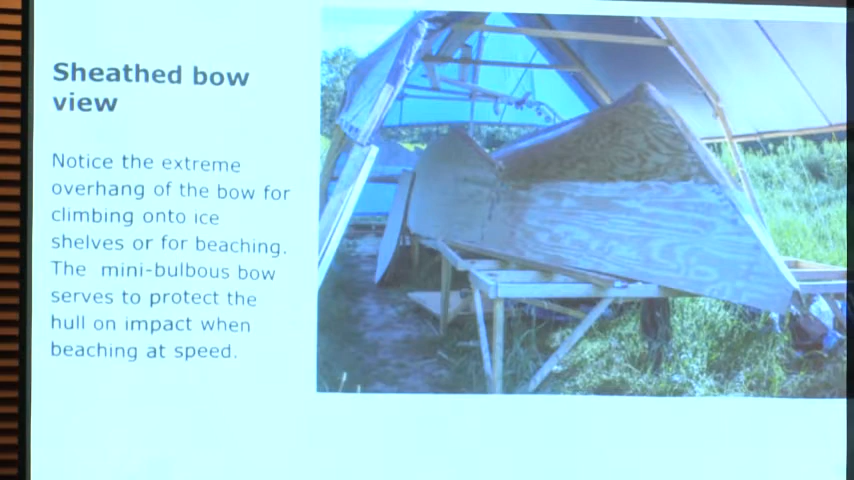 Sheathed bow
view
Notice the extreme
overhang of the bow for
climbing onto ice
shelves or for beaching.
The  mini-bulbous bow
serves to protect the
hull on impact when
beaching at speed.